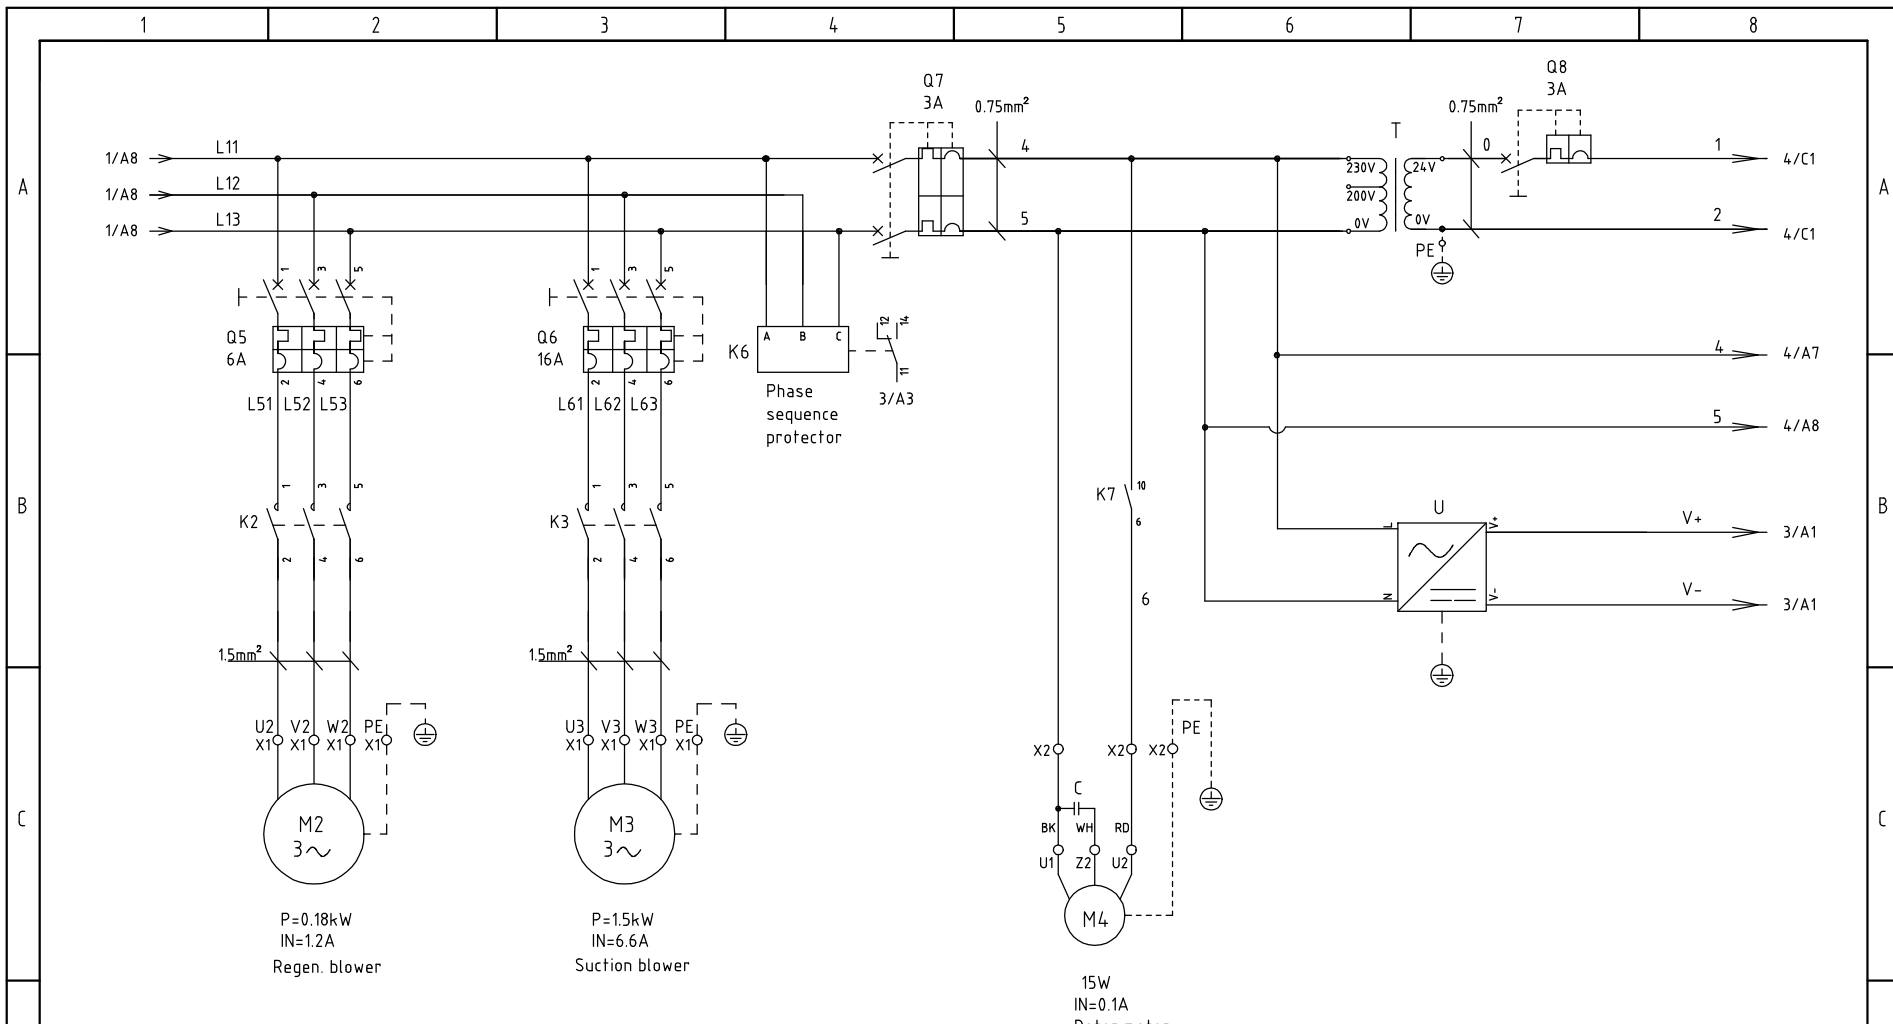 1 2 3 4 5 6 7 8
Q7
3A
0.75mm²
Q8
3A
0.75mm²
T
1/A8 L11
4
230V
24V
0
1
4/C1
A
A
1/A8 L12
200V
1/A8 L13
5
0V
0V
2
4/C1
PE
1 3 5
1 3 5
Q5
6A
Q6
16A
K6
A B C
12 14
11
3/A3
Phase
sequence
protector
4
4/A7
2 4 6
2 4 6
L51 L52 L53
L61 L62 L63
5
4/A8
B
B
K2
1 3 5
2 4 6
K3
1 3 5
2 4 6
K7
10
6
6
U
L
N
V+
V-
V+
3/A1
V-
3/A1
1.5mm²
1.5mm²
U2 V2 W2 PE
X1 X1 X1 X1
U3 V3 W3 PE
X1 X1 X1 X1
PE
X2 X2 X2
C
C
C
BK WH RD
U1 Z2 U2
M2
3
M3
3
M4
P=0.18kW
IN=1.2A
Regen. blower
P=1.5kW
IN=6.6A
Suction blower
15W
IN=0.1A